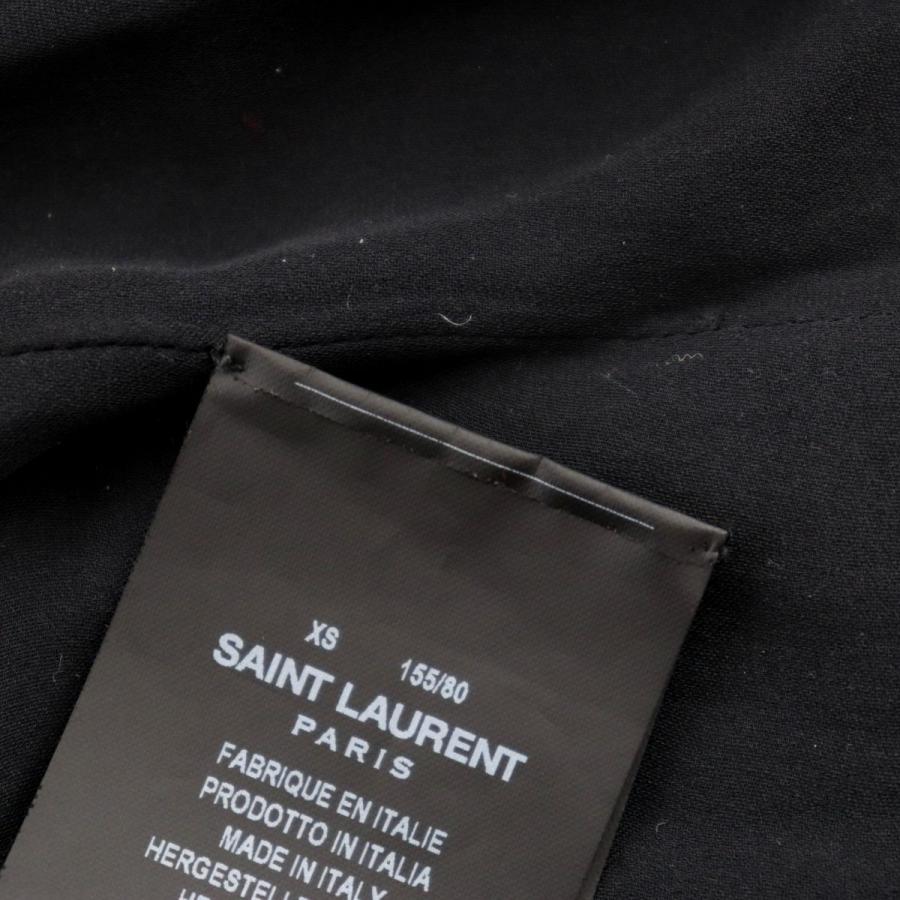 XS 155/80
SAINT LAURENT
PARIS
FABRIQUE EN ITALIE
PRODOTTO IN ITALIA
MADE IN ITALY